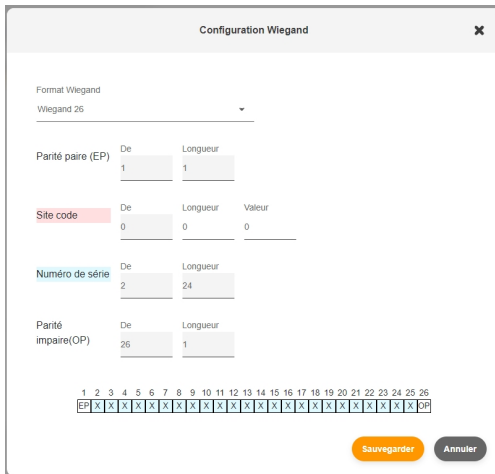 Configuration Wiegand ✖
Format Wiegand
Wiegand 26
Parité paire (EP)
De Longueur
1 1
Site code
De Longueur Valeur
0 0 0
Numéro de série
De Longueur
2 24
Parité
impaire(OP)
De Longueur
26 1
1 2 3 4 5 6 7 8 9 10 11 12 13 14 15 16 17 18 19 20 21 22 23 24 25 26
EP X X X X X X X X X X X X X X X X X X X X X X X X OP
Sauvegarder Annuler